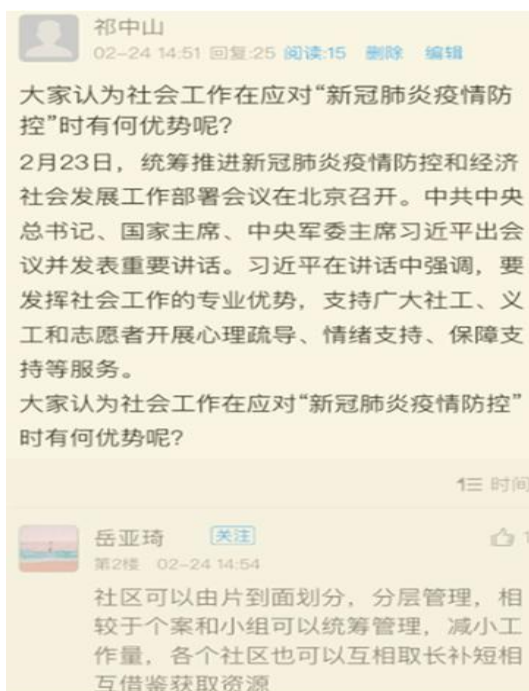 祁中山
02-24 14:51 回复:25 阅读:15 删除 编辑
大家认为社会工作在应对“新冠肺炎疫情防
控”时有何优势呢?
2月23日，统筹推进新冠肺炎疫情防控和经济
社会发展工作部署会议在北京召开。中共中央
总书记、国家主席、中央军委主席习近平出会
议并发表重要讲话。习近平在讲话中强调，要
发挥社会工作的专业优势，支持广大社工、义
工和志愿者开展心理疏导、情绪支持、保障支
持等服务。
大家认为社会工作在应对“新冠肺炎疫情防控”
时有何优势呢?
时间
岳亚琦 关注
1
第2楼 02-24 14:54
社区可以由片到面划分，分层管理，相
较于个案和小组可以统筹管理，减小工
作量，各个社区也可以互相取长补短相
互借鉴获取资源